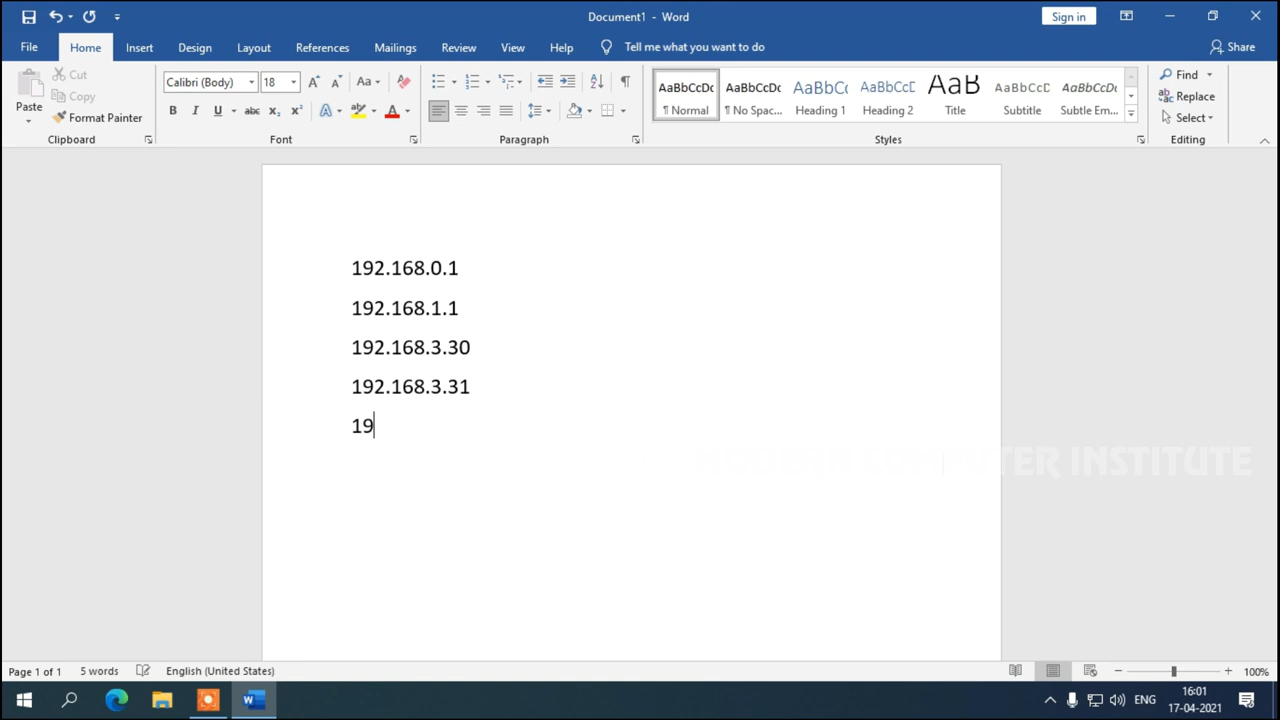 Document1 - Word
Sign in
File Home Insert Design Layout References Mailings Review View Help Tell me what you want to do Share
Paste
Cut
Copy
Format Painter
Clipboard
Calibri (Body) 18
Font
Paragraph
AaBbCcDc AaBbCcDc AaBbCc AaBbCcD AaB AaBbCcD AaBbCcDc
¶ Normal ¶ No Spac... Heading 1 Heading 2 Title Subtitle Subtle Em...
Styles
Find
Replace
Select
Editing
192.168.0.1
192.168.1.1
192.168.3.30
192.168.3.31
19
MODERN COMPUTER INSTITUTE
Page 1 of 1 5 words English (United States) 100%
ENG 16:01
17-04-2021